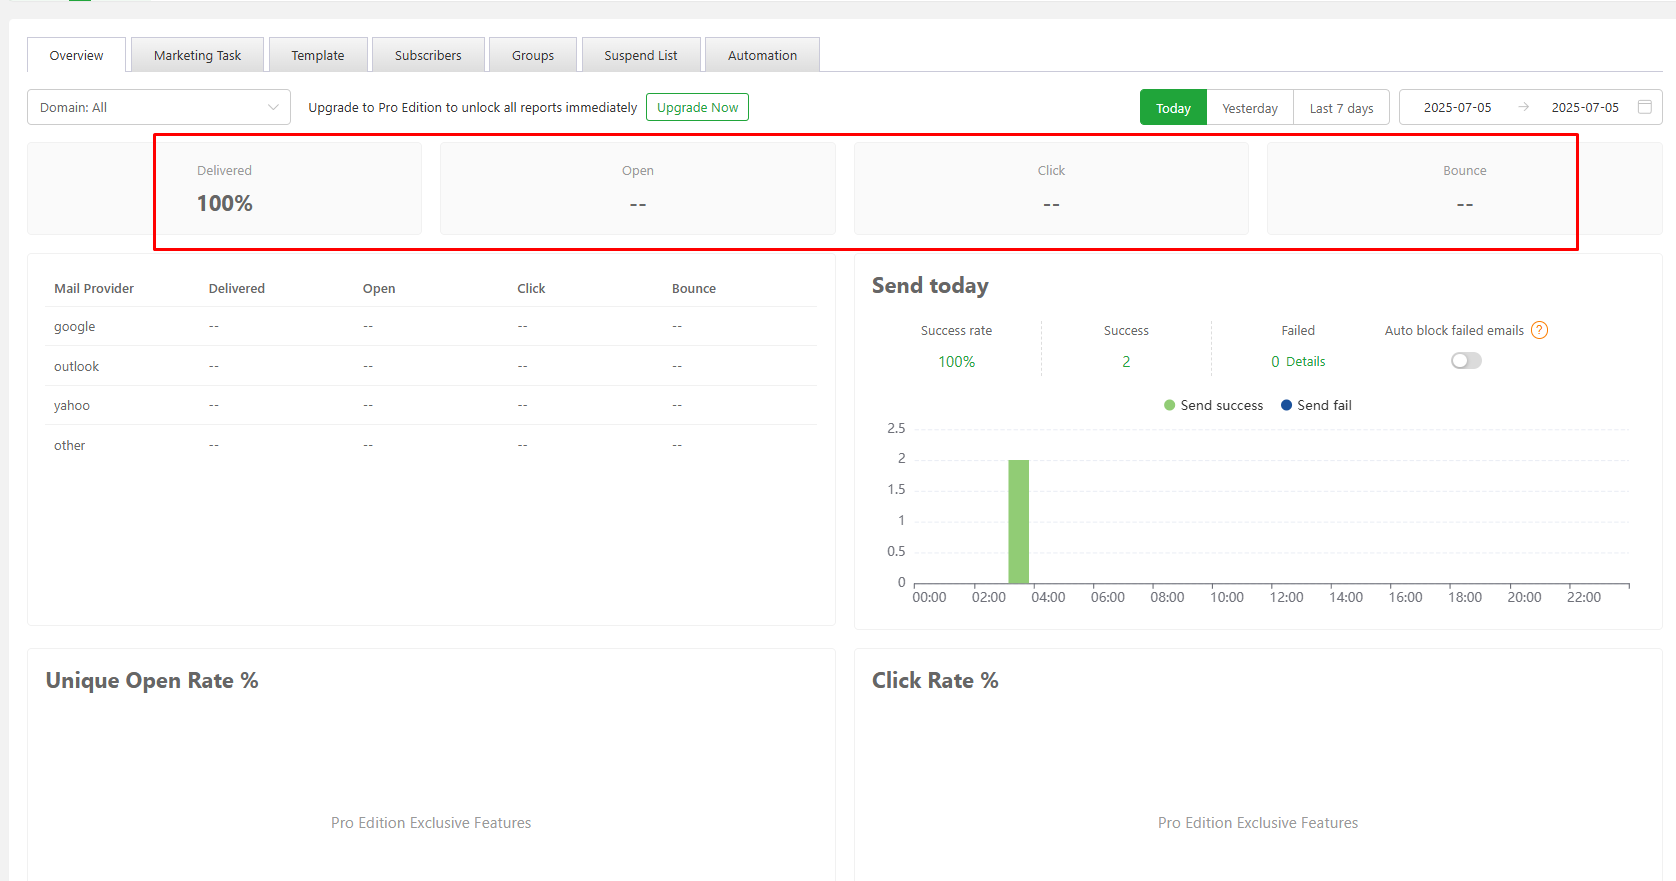 Overview Marketing Task Template Subscribers Groups Suspend List Automation
Domain: All Upgrade to Pro Edition to unlock all reports immediately Upgrade Now Today Yesterday Last 7 days 2025-07-05 → 2025-07-05
Delivered Open Click Bounce
100% -- -- --
Mail Provider Delivered Open Click Bounce
google -- -- -- --
outlook -- -- -- --
yahoo -- -- -- --
other -- -- -- --
Send today
Success rate Success Failed Auto block failed emails ?
100% 2 0 Details
Send success Send fail
2.5
2
1.5
1
0.5
0
00:00 02:00 04:00 06:00 08:00 10:00 12:00 14:00 16:00 18:00 20:00 22:00
Unique Open Rate %
Pro Edition Exclusive Features
Click Rate %
Pro Edition Exclusive Features